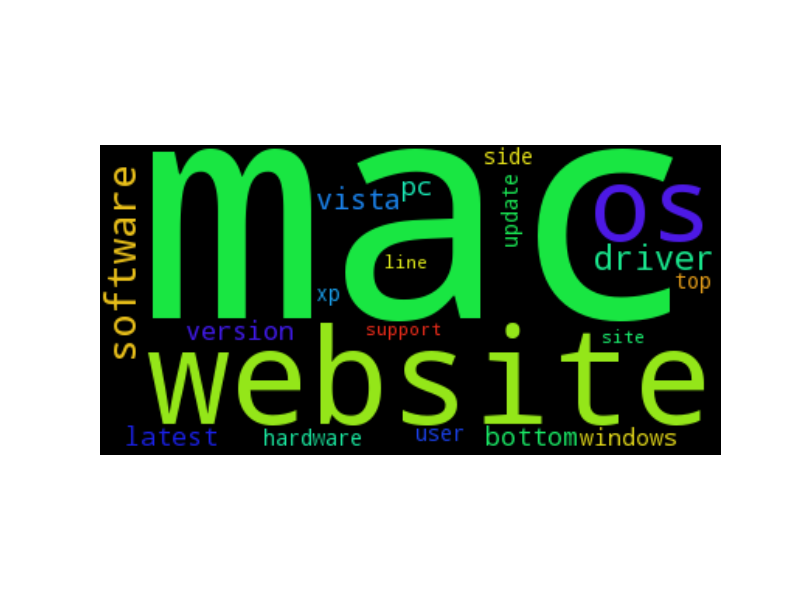 side
mac
software
update
pc
os
vista
driver
line
top
xp
version
support
site
website
latest
hardware
user
bottom
windows